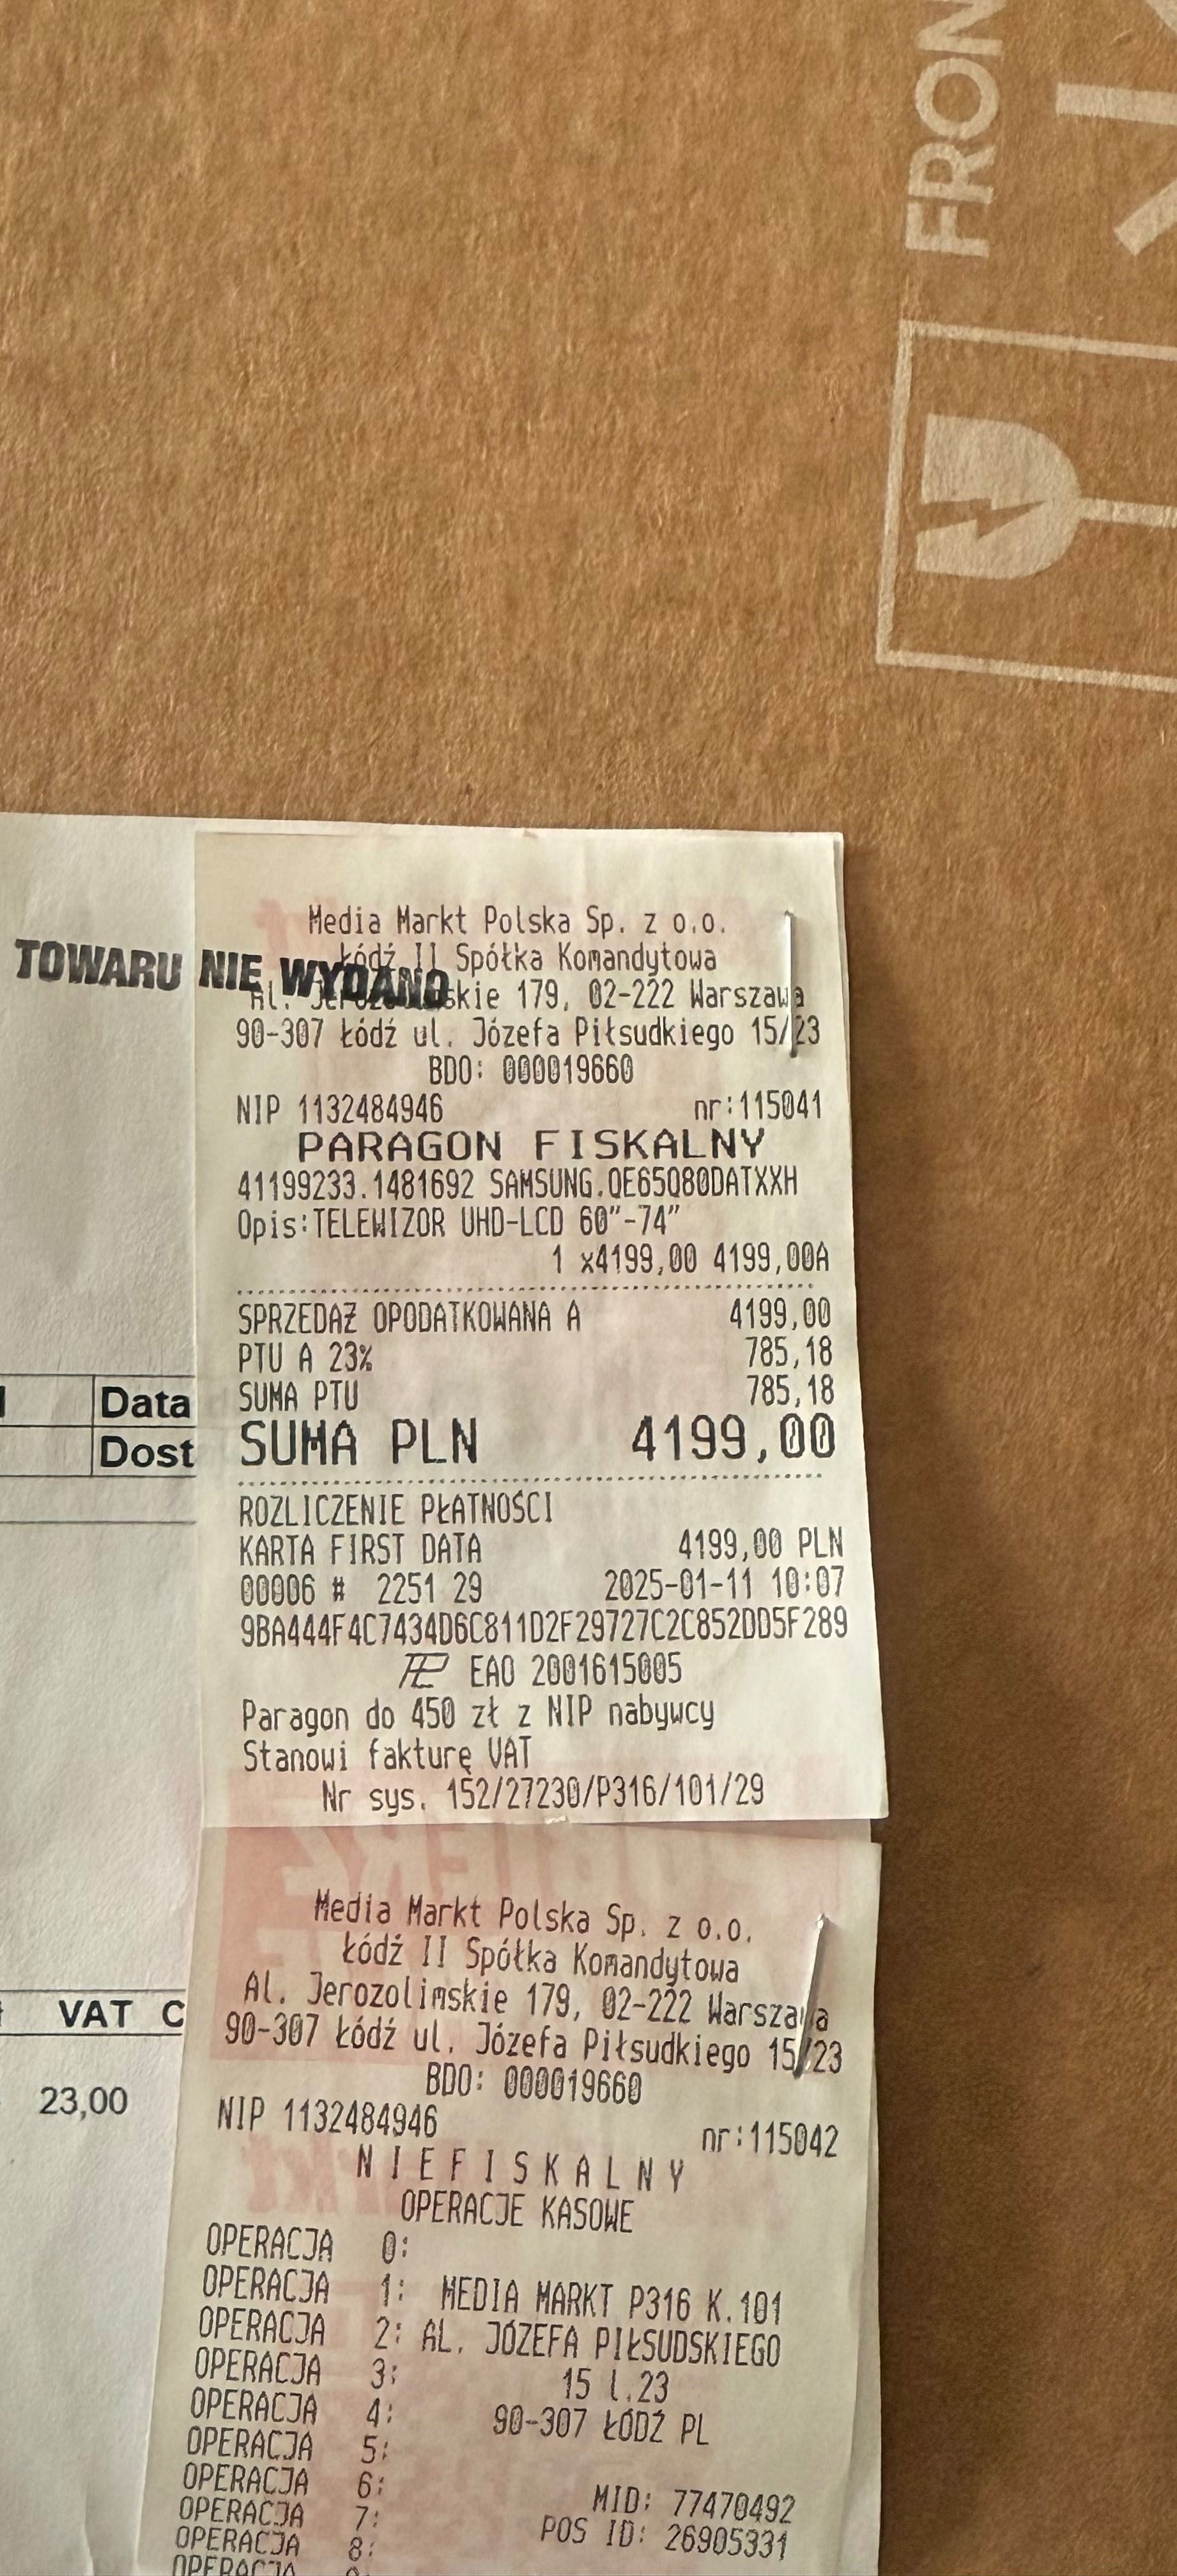 FRON
TOWARU NIE WYDANO
Media Markt Polska Sp. z o.o.
Łódź II Spółka Komandytowa
Al. Jerozolimskie 179, 02-222 Warszawa
90-307 Łódź ul. Józefa Piłsudkiego 15/23
BDO: 000019660
NIP 1132484946 nr:115041
PARAGON FISKALNY
41199233.1481692 SAMSUNG.QE65Q80DATXXH
Opis:TELEWIZOR UHD-LCD 60"-74"
1 x4199,00 4199,00A
SPRZEDAŻ OPODATKOWANA A 4199,00
PTU A 23% 785,18
SUMA PTU 785,18
SUMA PLN 4199,00
ROZLICZENIE PŁATNOŚCI
KARTA FIRST DATA 4199,00 PLN
00006 # 2251 29 2025-01-11 10:07
9BA444F4C7434D6C811D2F29727C2C852DD5F289
EAO 2001615005
Paragon do 450 zł z NIP nabywcy
Stanowi fakturę VAT
Nr sys. 152/27230/P316/101/29
Data
Dost
VAT C
23,00
Media Markt Polska Sp. z o.o.
Łódź II Spółka Komandytowa
Al. Jerozolimskie 179, 02-222 Warszawa
90-307 Łódź ul. Józefa Piłsudkiego 15/23
BDO: 000019660
NIP 1132484946 nr:115042
NIEFISKALNY
OPERACJE KASOWE
OPERACJA 0:
OPERACJA 1: MEDIA MARKT P316 K.101
OPERACJA 2: AL. JÓZEFA PIŁSUDSKIEGO
OPERACJA 3: 15 l.23
OPERACJA 4: 90-307 ŁÓDŹ PL
OPERACJA 5:
OPERACJA 6: MID: 77470492
OPERACJA 7: POS ID: 26905331
OPERACJA 8:
OPERACJA